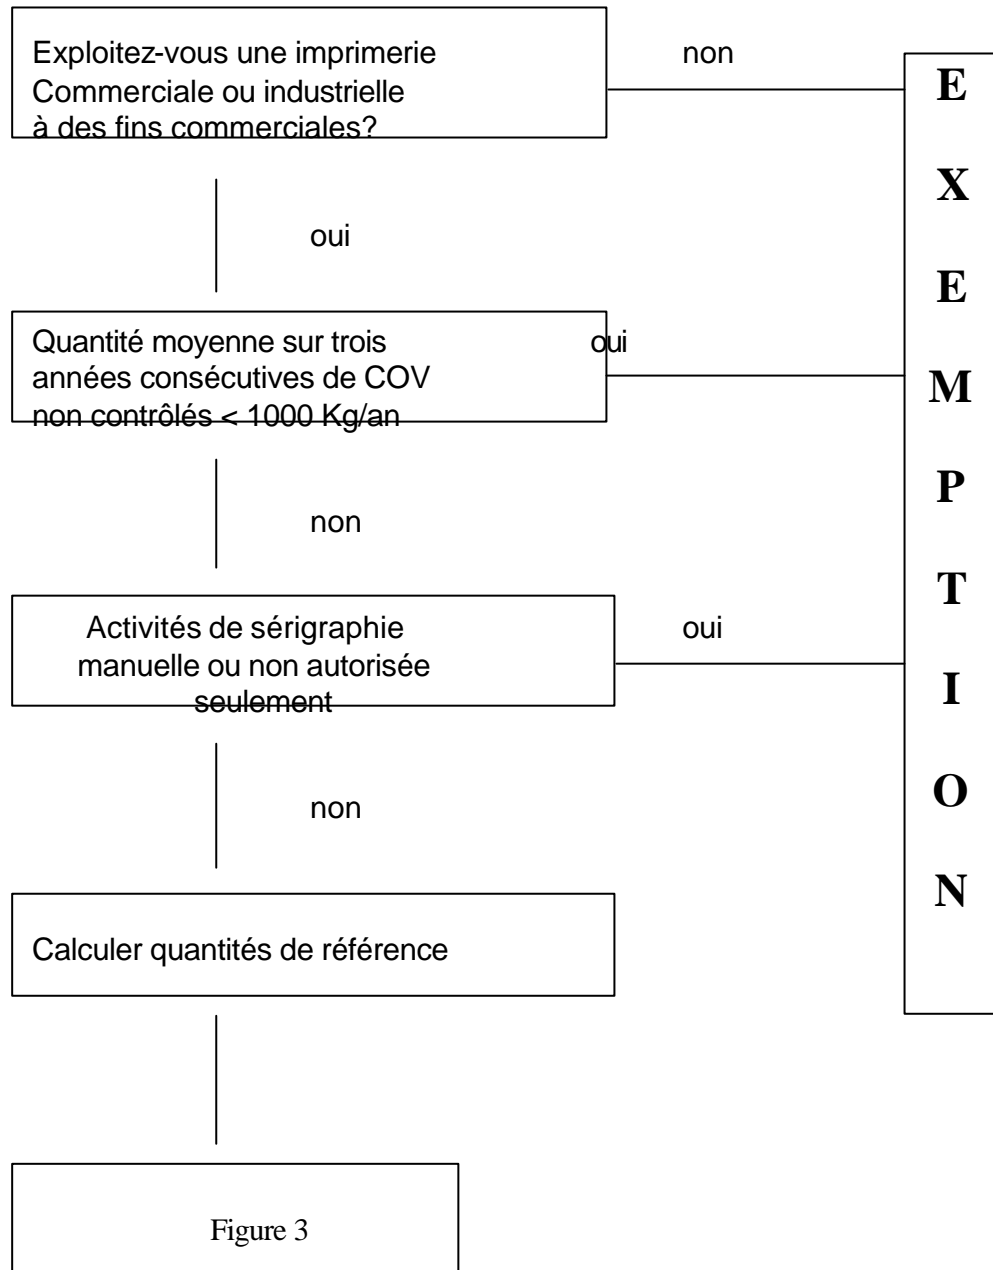 Exploitez-vous une imprimerie
Commerciale ou industrielle
à des fins commerciales?
non
oui
Quantité moyenne sur trois
années consécutives de COV
non contrôlés < 1000 Kg/an
oui
non
Activités de sérigraphie
manuelle ou non autorisée
seulement
oui
non
Calculer quantités de référence
Figure 3
E
X
E
M
P
T
I
O
N